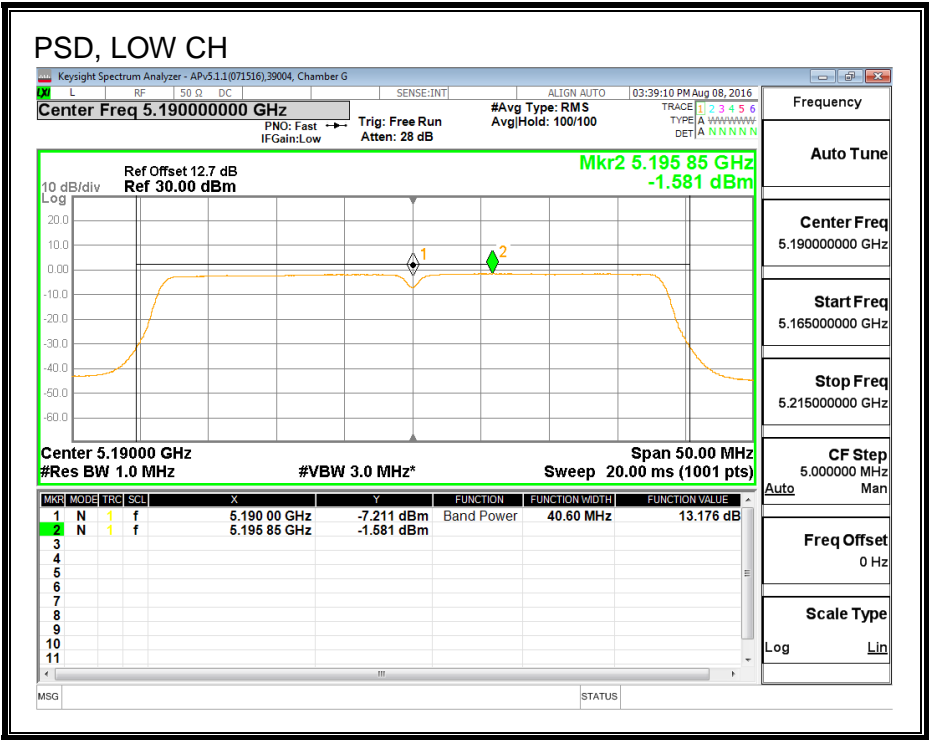 PSD, LOW CH
Keysight Spectrum Analyzer - APv5.1.1(071516),39004, Chamber G
LXI L RF 50 Ω DC SENSE:INT ALIGN AUTO 03:39:10 PM Aug 08, 2016
Center Freq 5.190000000 GHz
PNO: Fast
IFGain:Low
Trig: Free Run
Atten: 28 dB
#Avg Type: RMS
Avg|Hold: 100/100
TRACE 1 2 3 4 5 6
TYPE A WWWWW
DET A N N N N N
Ref Offset 12.7 dB
Ref 30.00 dBm
10 dB/div
Log
Mkr2 5.195 85 GHz
-1.581 dBm
20.0
10.0
0.00
-10.0
-20.0
-30.0
-40.0
-50.0
-60.0
1
2
Center 5.19000 GHz Span 50.00 MHz
#Res BW 1.0 MHz #VBW 3.0 MHz* Sweep 20.00 ms (1001 pts)
MKR MODE TRC SCL X Y FUNCTION FUNCTION WIDTH FUNCTION VALUE
1 N 1 f 5.190 00 GHz -7.211 dBm Band Power 40.60 MHz 13.176 dB
2 N 1 f 5.195 85 GHz -1.581 dBm
3
4
5
6
7
8
9
10
11
MSG STATUS
Frequency
Auto Tune
Center Freq
5.190000000 GHz
Start Freq
5.165000000 GHz
Stop Freq
5.215000000 GHz
CF Step
5.000000 MHz
Auto Man
Freq Offset
0 Hz
Scale Type
Log Lin